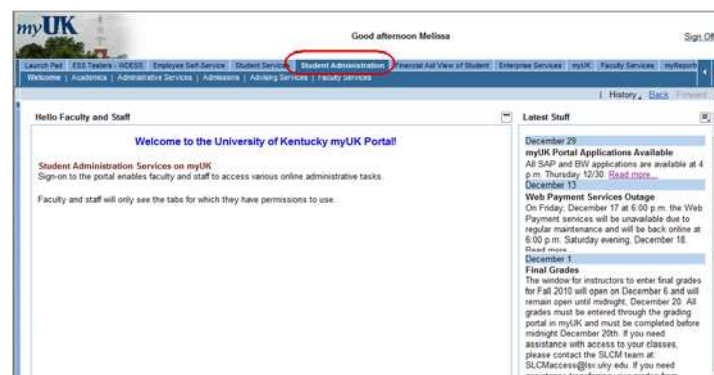 myUK
Good afternoon Melissa
Sign Off
Launch Pad ESS Testers - WDESS Employee Self-Service Student Services Student Administration Financial Aid View of Student Enterprise Services myUK Faculty Services myReports
Welcome | Academics | Administrative Services | Admissions | Advising Services | Faculty Services
| History Back Forward
Hello Faculty and Staff
Welcome to the University of Kentucky myUK Portal!
Student Administration Services on myUK
Sign-on to the portal enables faculty and staff to access various online administrative tasks.
Faculty and staff will only see the tabs for which they have permissions to use.
Latest Stuff
December 29
myUK Portal Applications Available
All SAP and BW applications are available at 4
p.m. Thursday 12/30. Read more...
December 13
Web Payment Services Outage
On Friday, December 17 at 6:00 p.m. the Web
Payment services will be unavailable due to
regular maintenance and will be back online at
6:00 p.m. Saturday evening, December 18.
Read more...
December 1
Final Grades
The window for instructors to enter final grades
for Fall 2010 will open on December 6 and will
remain open until midnight, December 20. All
grades must be entered through the grading
portal in myUK and must be completed before
midnight December 20th. If you need
assistance with access to your classes,
please contact the SLCM team at:
SLCMaccess@lsv.uky.edu. If you need
assistance transferring your grades from